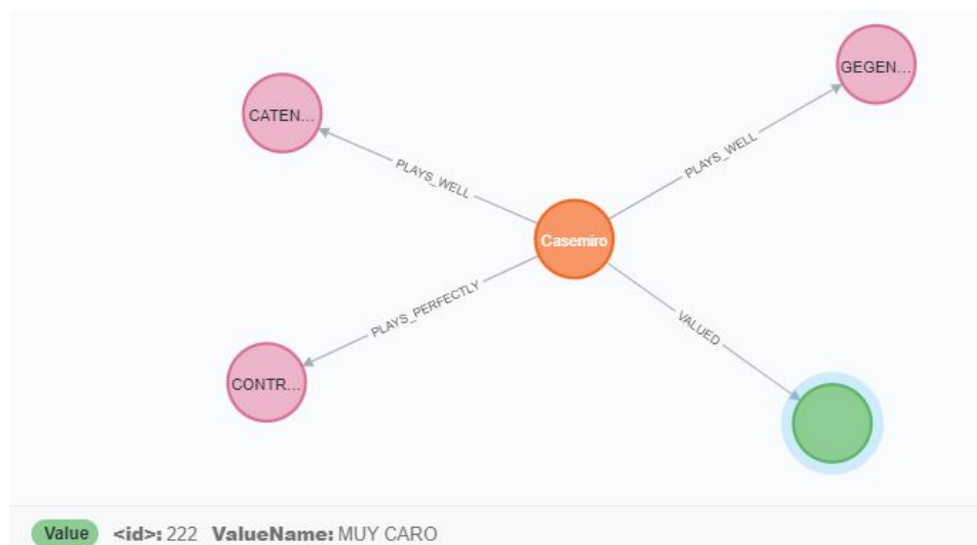 GEGEN...
CATEN...
PLAYS_WELL
PLAYS_WELL
Casemiro
PLAYS_PERFECTLY
VALUED
CONTR...
Value <id>: 222 ValueName: MUY CARO